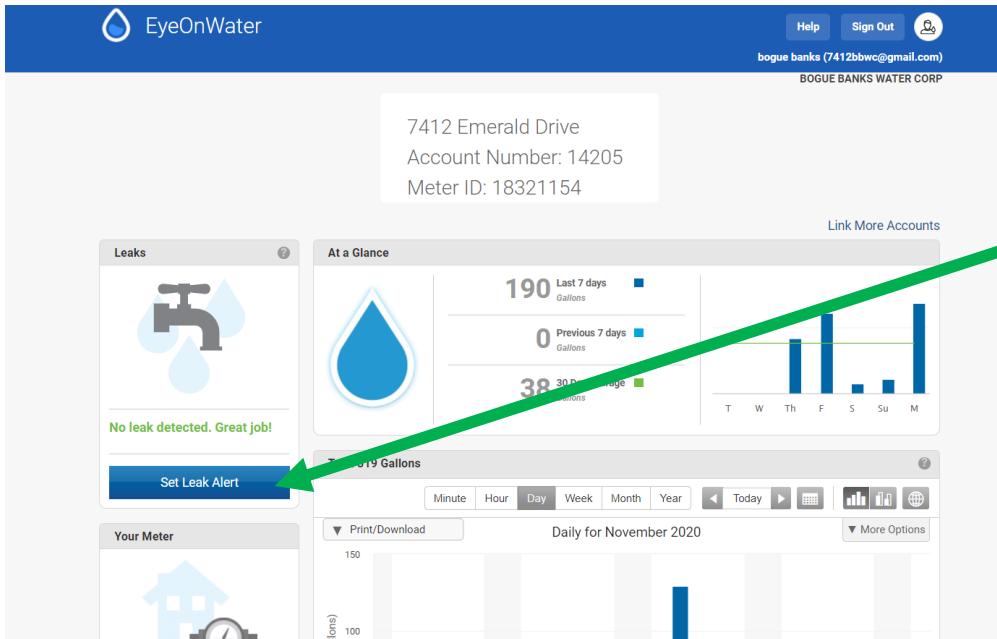 EyeOnWater
Help
Sign Out
bogue banks (7412bbwc@gmail.com)
BOGUE BANKS WATER CORP
7412 Emerald Drive
Account Number: 14205
Meter ID: 18321154
Link More Accounts
Leaks
?
No leak detected. Great job!
Set Leak Alert
At a Glance
190 Last 7 days
Gallons
0 Previous 7 days
Gallons
38 30
Gallons
T W Th F S Su M
Gallons
?
Minute Hour Day Week Month Year Today
Print/Download
Daily for November 2020
More Options
150
100
Your Meter